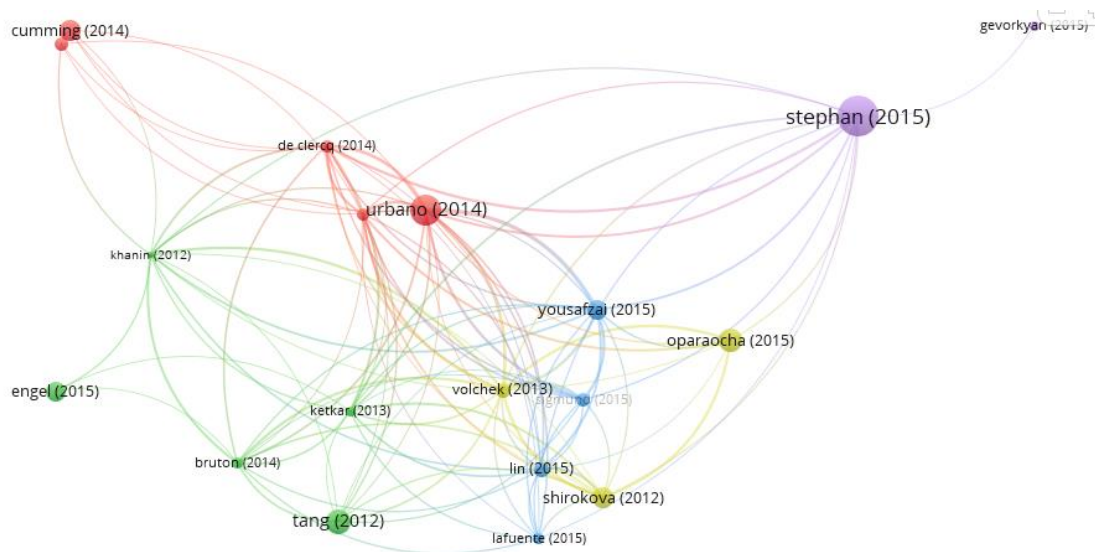 cumming (2014)
gevorkyan (2015)
stephan (2015)
de clercq (2014)
urbano (2014)
khanin (2012)
yousafzai (2015)
oparaocha (2015)
engel (2015)
volchek (2013)
sigmund (2015)
ketkar (2013)
bruton (2014)
lin (2015)
shirokova (2012)
tang (2012)
lafuente (2015)